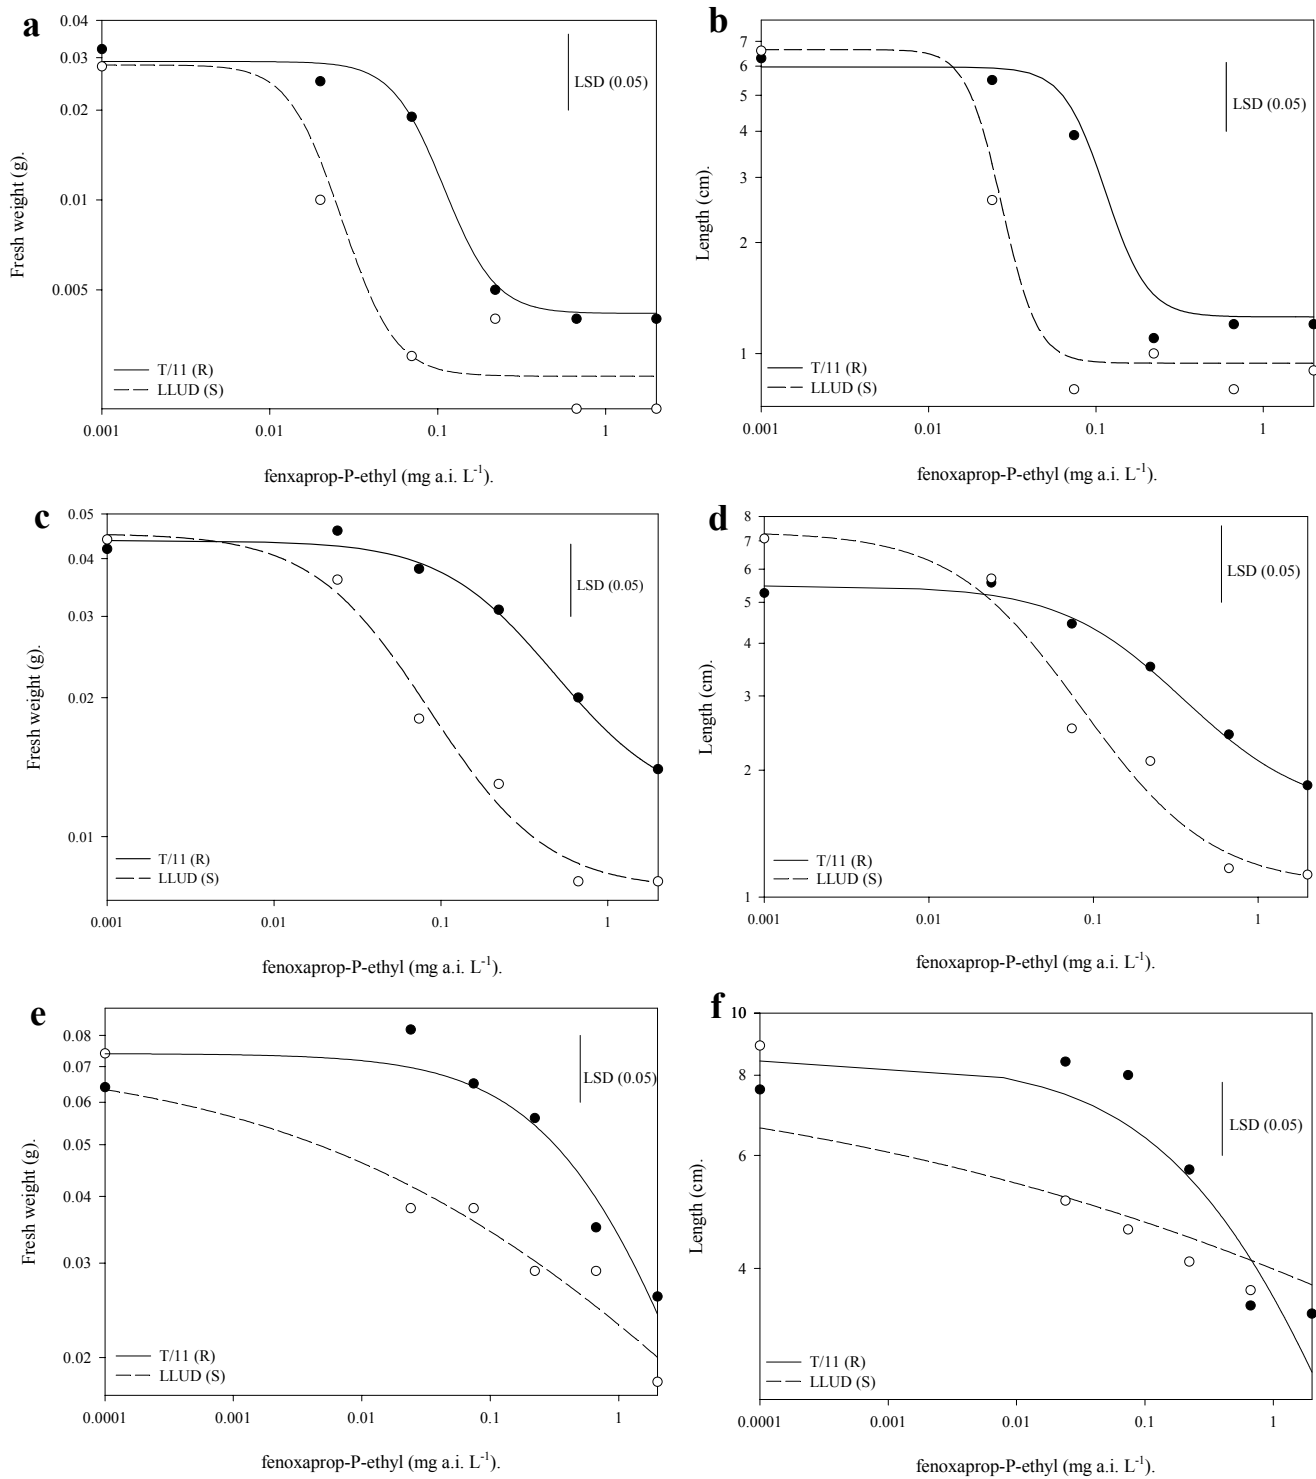 a
0.04
0.03
0.02
0.01
0.005
Fresh weight (g).
LSD (0.05)
T/11 (R)
LLUD (S)
0.001
0.01
0.1
1
fenxaprop-P-ethyl (mg a.i. L-1).
b
7
6
5
4
3
2
1
Length (cm).
LSD (0.05)
T/11 (R)
LLUD (S)
0.001
0.01
0.1
1
fenoxaprop-P-ethyl (mg a.i. L-1).
c
0.05
0.04
0.03
0.02
0.01
Fresh weight (g).
LSD (0.05)
T/11 (R)
LLUD (S)
0.001
0.01
0.1
1
fenoxaprop-P-ethyl (mg a.i. L-1).
d
8
7
6
5
4
3
2
1
Length (cm).
LSD (0.05)
T/11 (R)
LLUD (S)
0.001
0.01
0.1
1
fenoxaprop-P-ethyl (mg a.i. L-1).
e
0.08
0.07
0.06
0.05
0.04
0.03
0.02
Fresh weight (g).
LSD (0.05)
T/11 (R)
LLUD (S)
0.0001
0.001
0.01
0.1
1
fenoxaprop-P-ethyl (mg a.i. L-1).
f
10
8
6
4
Length (cm).
LSD (0.05)
T/11 (R)
LLUD (S)
0.0001
0.001
0.01
0.1
1
fenoxaprop-P-ethyl (mg a.i. L-1).